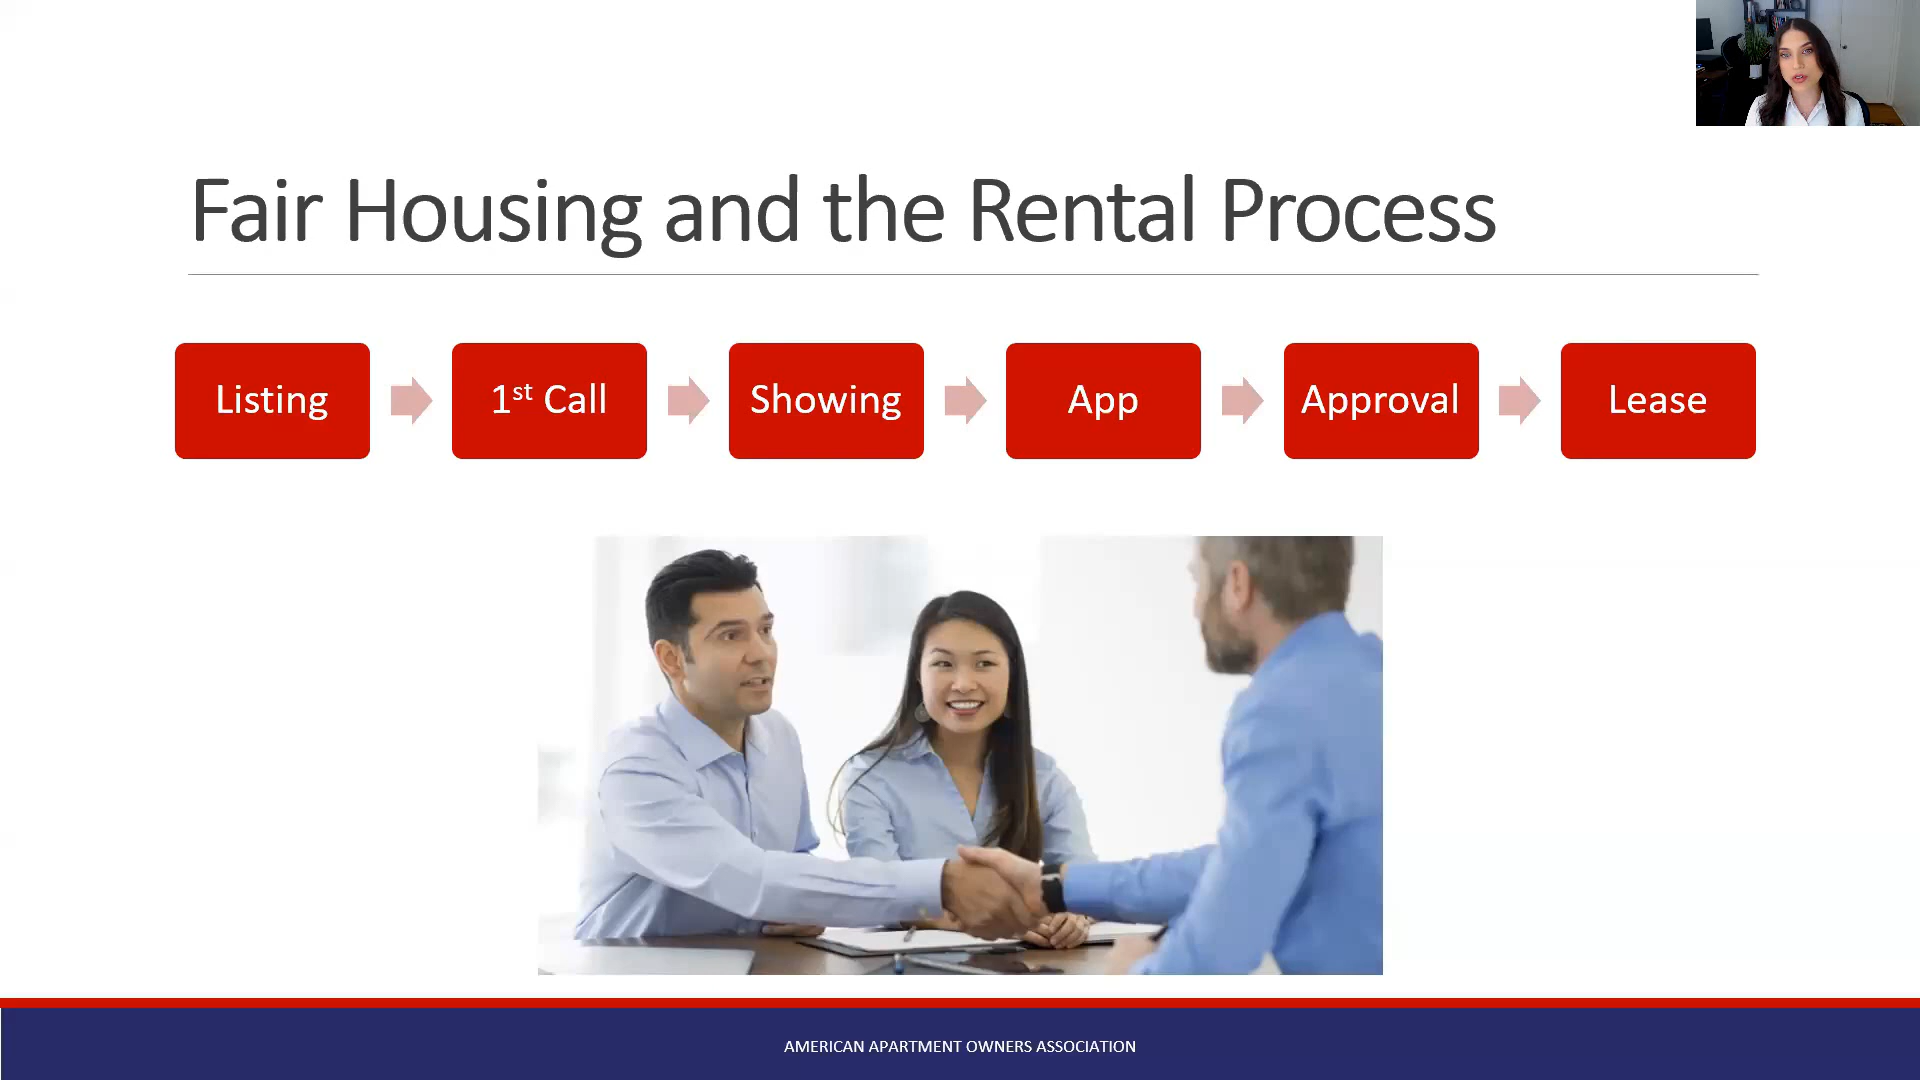 Fair Housing and the Rental Process
Listing
1st Call
Showing
App
Approval
Lease
AMERICAN APARTMENT OWNERS ASSOCIATION